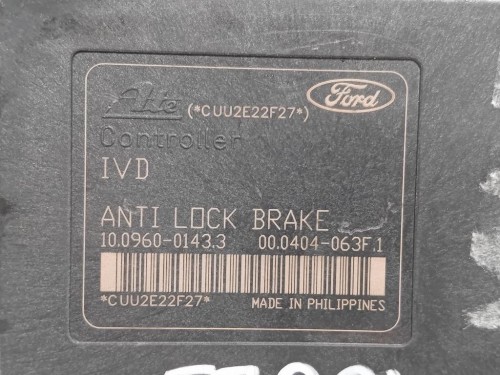 Ate (*CUU2E22F27*) Ford
Controller
IVD
ANTI LOCK BRAKE
10.0960-0143.3 00.0404-063F.1
*CUU2E22F27* MADE IN PHILIPPINES